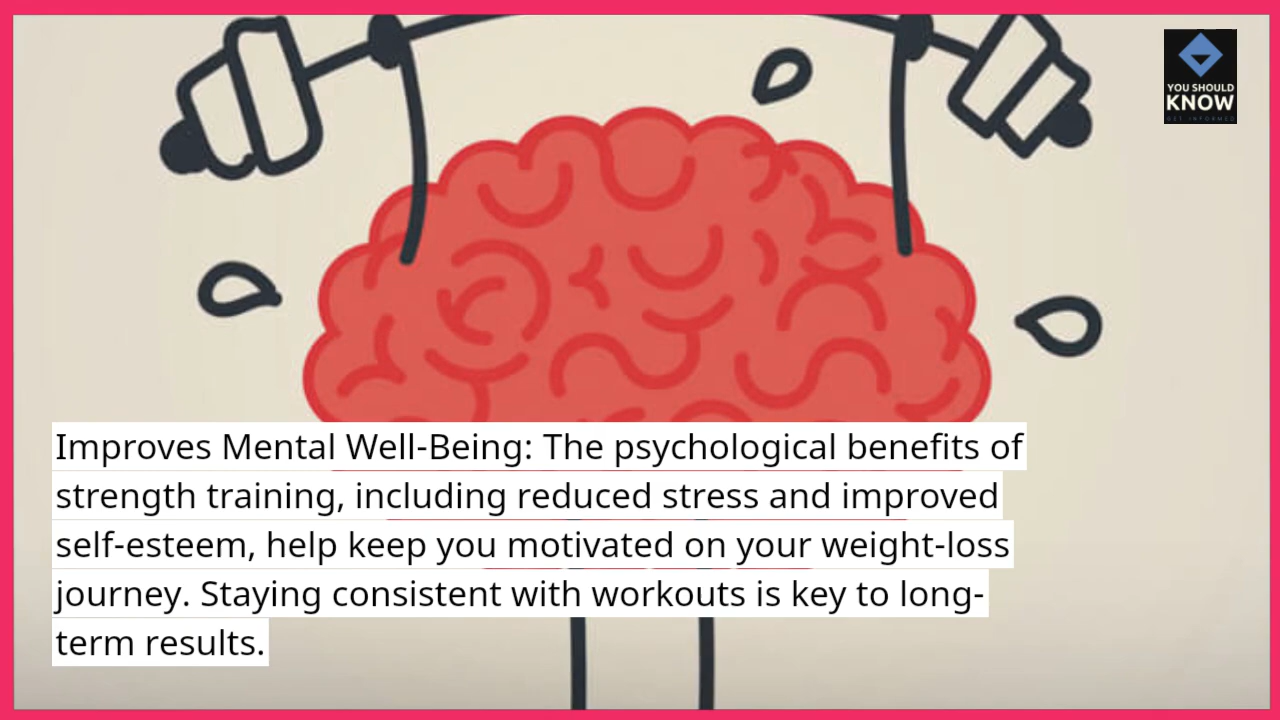 YOU SHOULD
KNOW
GET INFORMED
Improves Mental Well-Being: The psychological benefits of
strength training, including reduced stress and improved
self-esteem, help keep you motivated on your weight-loss
journey. Staying consistent with workouts is key to long-
term results.